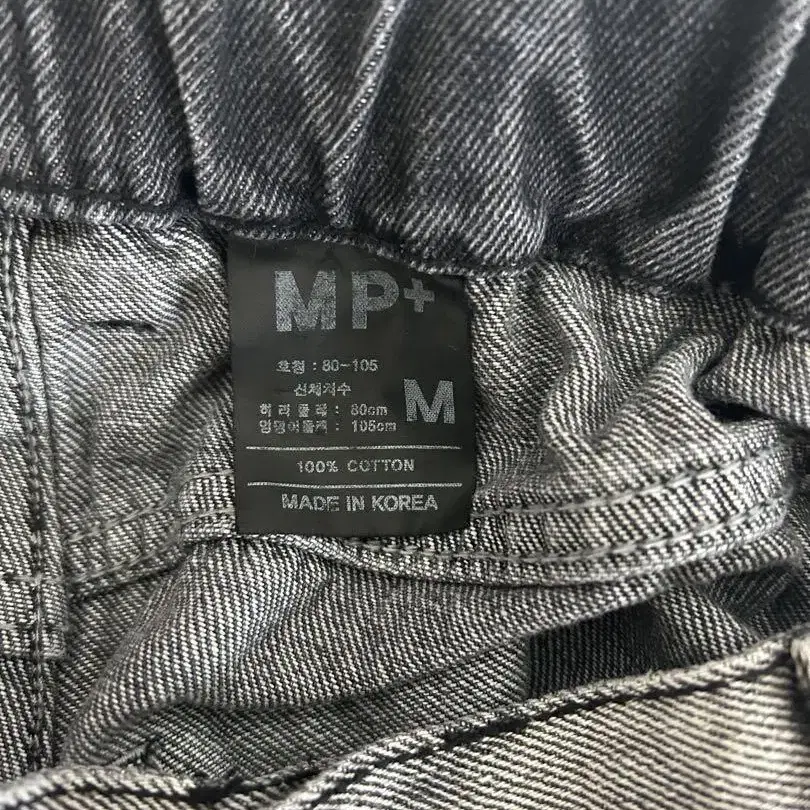 MP+
호칭 : 80-105
신체치수
허리둘레 : 80cm
엉덩이둘레 : 105cm
M
100% COTTON
MADE IN KOREA